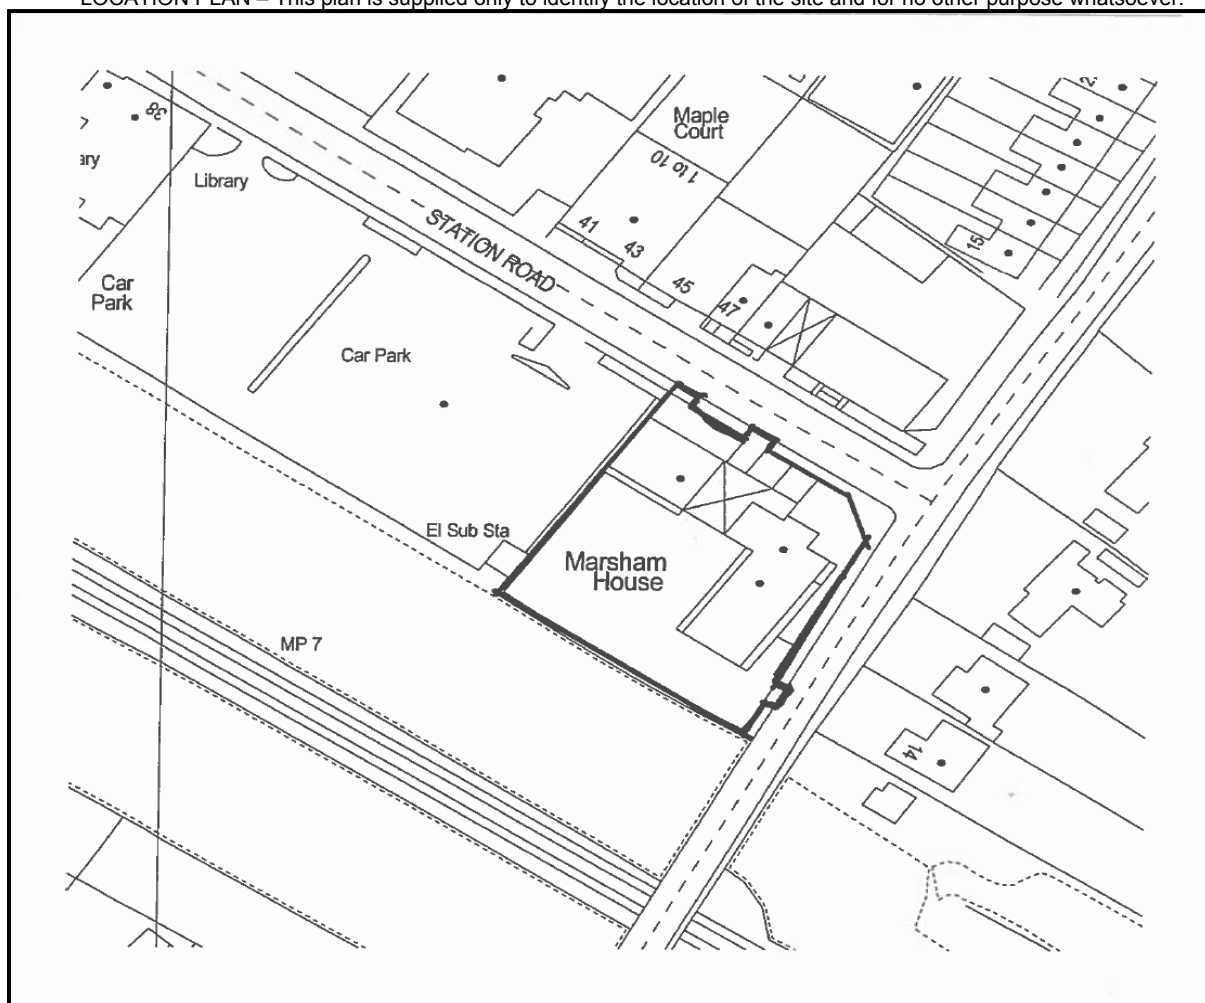 LOCATION PLAN – This plan is supplied only to identify the location of the site and for no other purpose whatsoever.
38
ary
Library
Maple
Court
1 to 10
STATION ROAD
41
43
45
47
15
Car
Park
Car Park
El Sub Sta
Marsham
House
MP 7
14